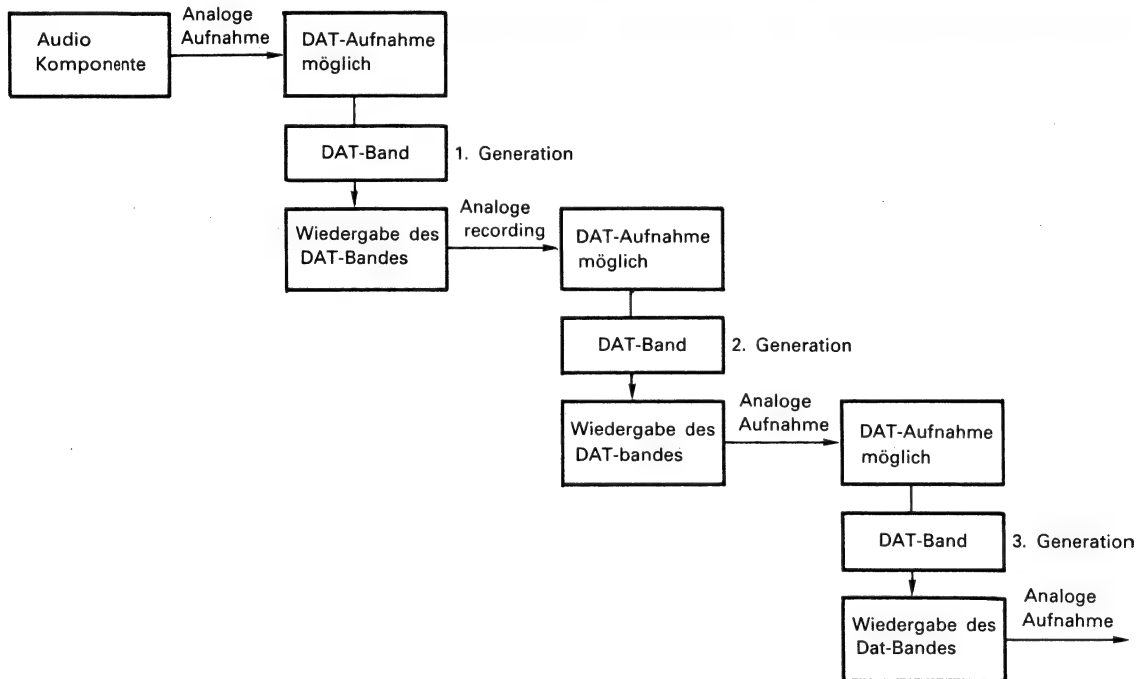 Audio
Komponente
Analoge
Aufnahme
DAT-Aufnahme
möglich
DAT-Band
1. Generation
Wiedergabe des
DAT-Bandes
Analoge
recording
DAT-Aufnahme
möglich
DAT-Band
2. Generation
Wiedergabe des
DAT-bandes
Analoge
Aufnahme
DAT-Aufnahme
möglich
DAT-Band
3. Generation
Wiedergabe des
Dat-Bandes
Analoge
Aufnahme